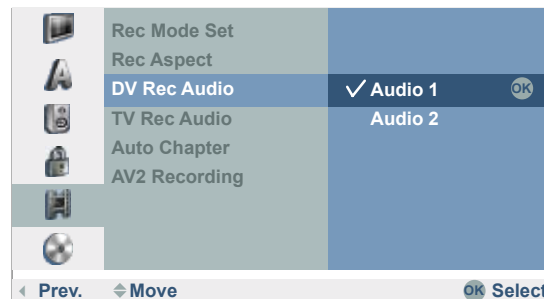 Rec Mode Set
Rec Aspect
DV Rec Audio
✓ Audio 1 OK
TV Rec Audio
Audio 2
Auto Chapter
AV2 Recording
Prev. Move OK Select